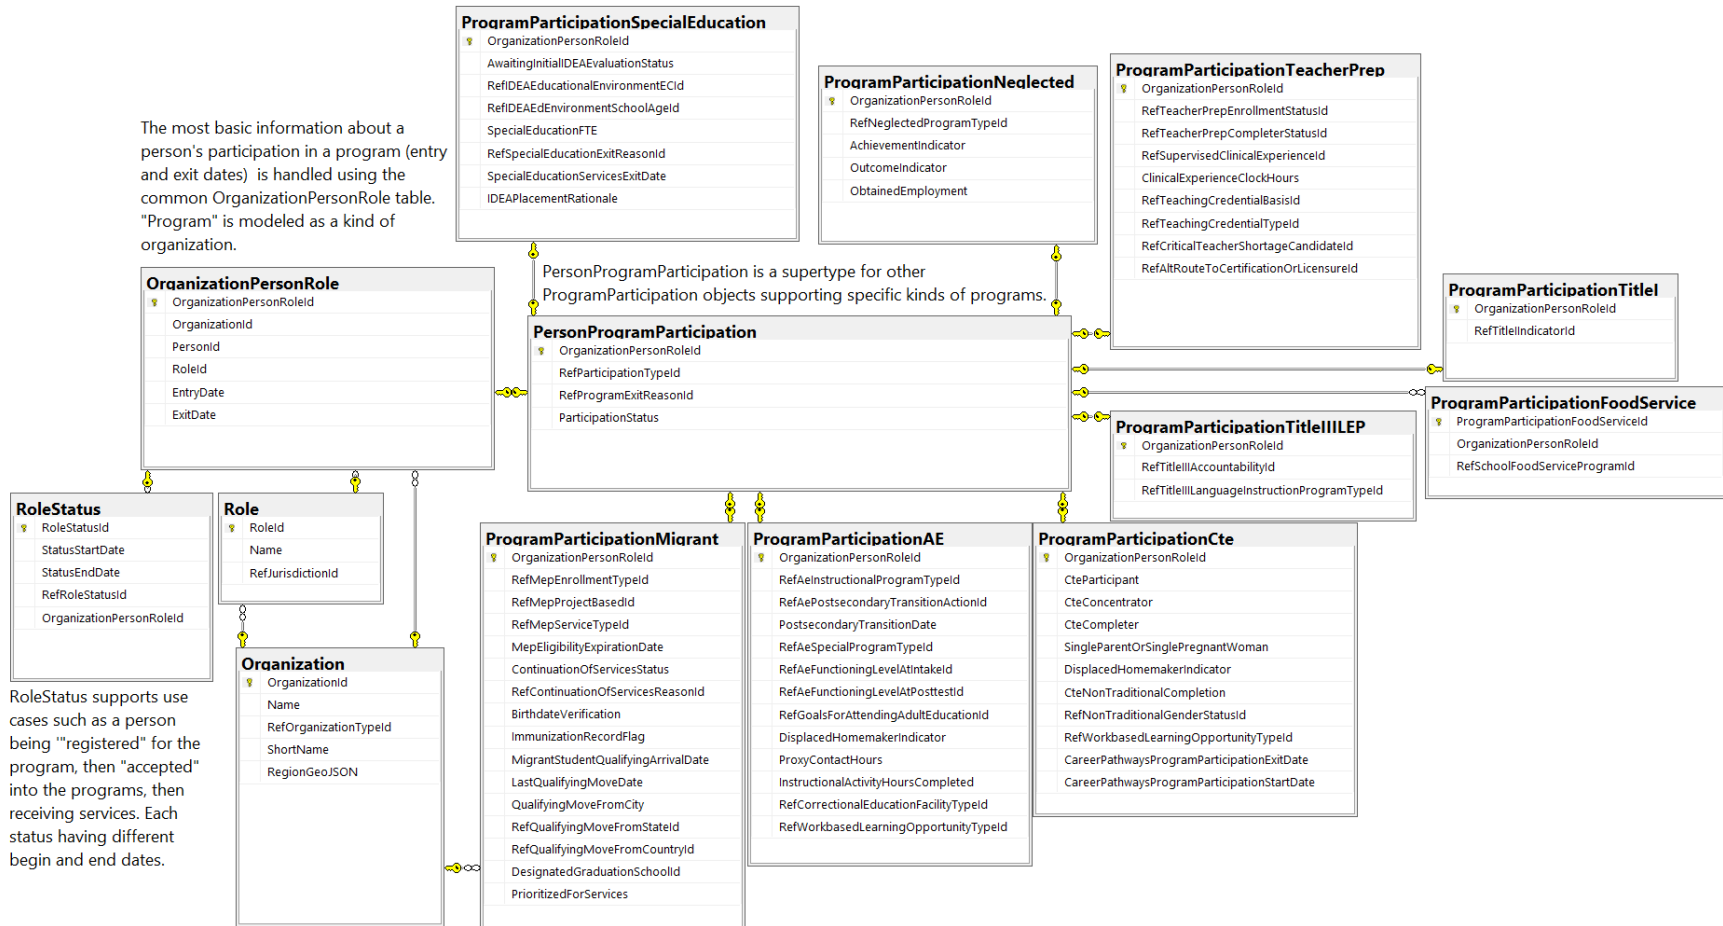 ProgramParticipationSpecialEducation
OrganizationPersonRoleId
AwaitingInitialIDEAEvaluationStatus
RefIDEAEducationalEnvironmentECId
RefIDEAEdEnvironmentSchoolAgeId
SpecialEducationFTE
RefSpecialEducationExitReasonId
SpecialEducationServicesExitDate
IDEAPlacementRationale
ProgramParticipationNeglected
OrganizationPersonRoleId
RefNeglectedProgramTypeId
AchievementIndicator
OutcomeIndicator
ObtainedEmployment
ProgramParticipationTeacherPrep
OrganizationPersonRoleId
RefTeacherPrepEnrollmentStatusId
RefTeacherPrepCompleterStatusId
RefSupervisedClinicalExperienceId
ClinicalExperienceClockHours
RefTeachingCredentialBasisId
RefTeachingCredentialTypeId
RefCriticalTeacherShortageCandidateId
RefAltRouteToCertificationOrLicensureId
The most basic information about a
person's participation in a program (entry
and exit dates)  is handled using the
common OrganizationPersonRole table.
"Program" is modeled as a kind of
organization.
PersonProgramParticipation is a supertype for other
ProgramParticipation objects supporting specific kinds of programs.
OrganizationPersonRole
OrganizationPersonRoleId
OrganizationId
PersonId
RoleId
EntryDate
ExitDate
PersonProgramParticipation
OrganizationPersonRoleId
RefParticipationTypeId
RefProgramExitReasonId
ParticipationStatus
ProgramParticipationTitleI
OrganizationPersonRoleId
RefTitleIIndicatorId
ProgramParticipationFoodService
ProgramParticipationFoodServiceId
OrganizationPersonRoleId
RefSchoolFoodServiceProgramId
ProgramParticipationTitleIIILEP
OrganizationPersonRoleId
RefTitleIIIAccountabilityId
RefTitleIIILanguageInstructionProgramTypeId
RoleStatus
RoleStatusId
StatusStartDate
StatusEndDate
RefRoleStatusId
OrganizationPersonRoleId
Role
RoleId
Name
RefJurisdictionId
Organization
OrganizationId
Name
RefOrganizationTypeId
ShortName
RegionGeoJSON
RoleStatus supports use
cases such as a person
being '"registered" for the
program, then "accepted"
into the programs, then
receiving services. Each
status having different
begin and end dates.
ProgramParticipationMigrant
OrganizationPersonRoleId
RefMepEnrollmentTypeId
RefMepProjectBasedId
RefMepServiceTypeId
MepEligibilityExpirationDate
ContinuationOfServicesStatus
RefContinuationOfServicesReasonId
BirthdateVerification
ImmunizationRecordFlag
MigrantStudentQualifyingArrivalDate
LastQualifyingMoveDate
QualifyingMoveFromCity
RefQualifyingMoveFromStateId
RefQualifyingMoveFromCountryId
DesignatedGraduationSchoolId
PrioritizedForServices
ProgramParticipationAE
OrganizationPersonRoleId
RefAeInstructionalProgramTypeId
RefAePostsecondaryTransitionActionId
PostsecondaryTransitionDate
RefAeSpecialProgramTypeId
RefAeFunctioningLevelAtIntakeId
RefAeFunctioningLevelAtPosttestId
RefGoalsForAttendingAdultEducationId
DisplacedHomemakerIndicator
ProxyContactHours
InstructionalActivityHoursCompleted
RefCorrectionalEducationFacilityTypeId
RefWorkbasedLearningOpportunityTypeId
ProgramParticipationCte
OrganizationPersonRoleId
CteParticipant
CteConcentrator
CteCompleter
SingleParentOrSinglePregnantWoman
DisplacedHomemakerIndicator
CteNonTraditionalCompletion
RefNonTraditionalGenderStatusId
RefWorkbasedLearningOpportunityTypeId
CareerPathwaysProgramParticipationExitDate
CareerPathwaysProgramParticipationStartDate